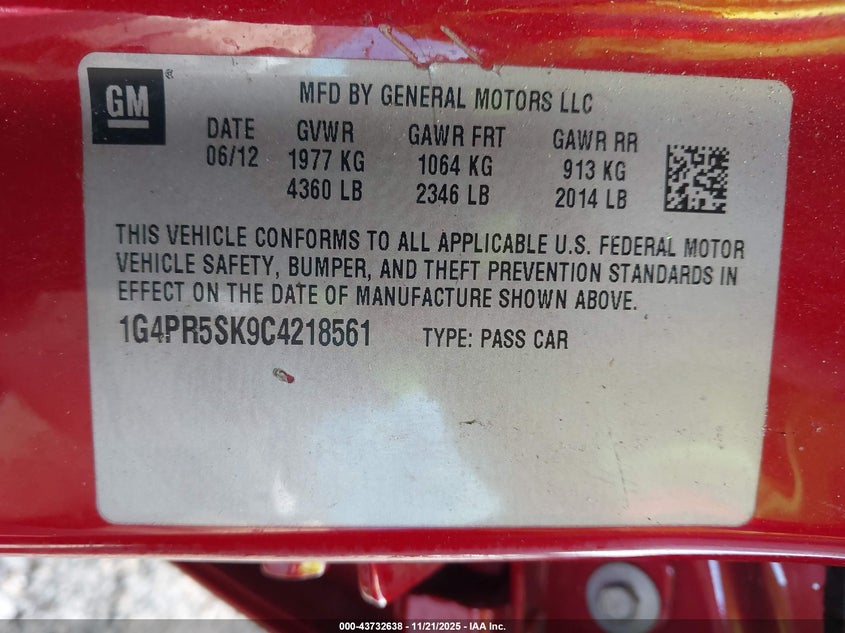 GM
MFD BY GENERAL MOTORS LLC
DATE GVWR GAWR FRT GAWR RR
06/12 1977 KG 1064 KG 913 KG
4360 LB 2346 LB 2014 LB
THIS VEHICLE CONFORMS TO ALL APPLICABLE U.S. FEDERAL MOTOR
VEHICLE SAFETY, BUMPER, AND THEFT PREVENTION STANDARDS IN
EFFECT ON THE DATE OF MANUFACTURE SHOWN ABOVE.
1G4PR5SK9C4218561 TYPE: PASS CAR
000-43732638 - 11/21/2025 - IAA Inc.